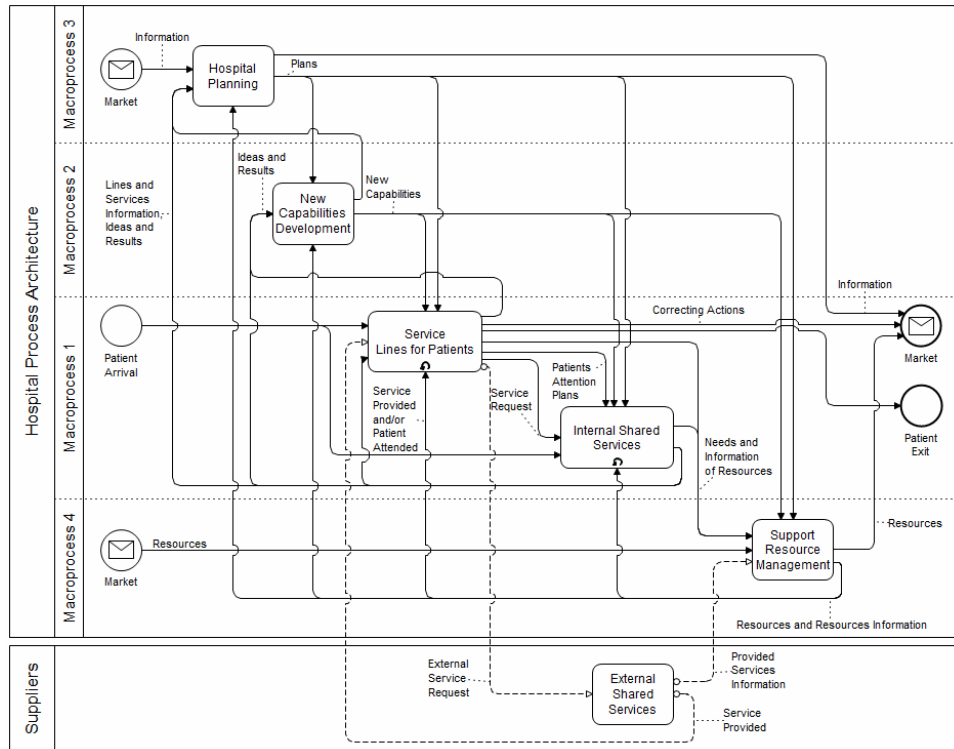 Hospital Process Architecture
Macroprocess 3
Information
Market
Hospital
Planning
Plans
Macroprocess 2
Lines and
Services
Information,
Ideas and
Results
Ideas and
Results
New
Capabilities
Development
New
Capabilities
Macroprocess 1
Patient
Arrival
Service
Lines for Patients
Correcting Actions
Information
Market
Service
Provided
and/or
Patient
Attended
Service
Request
Patients
Attention
Plans
Internal Shared
Services
Needs and
Information
of Resources
Patient
Exit
Macroprocess 4
Resources
Market
Support
Resource
Management
Resources
Resources and Resources Information
Suppliers
External
Service
Request
External
Shared
Services
Provided
Services
Information
Service
Provided